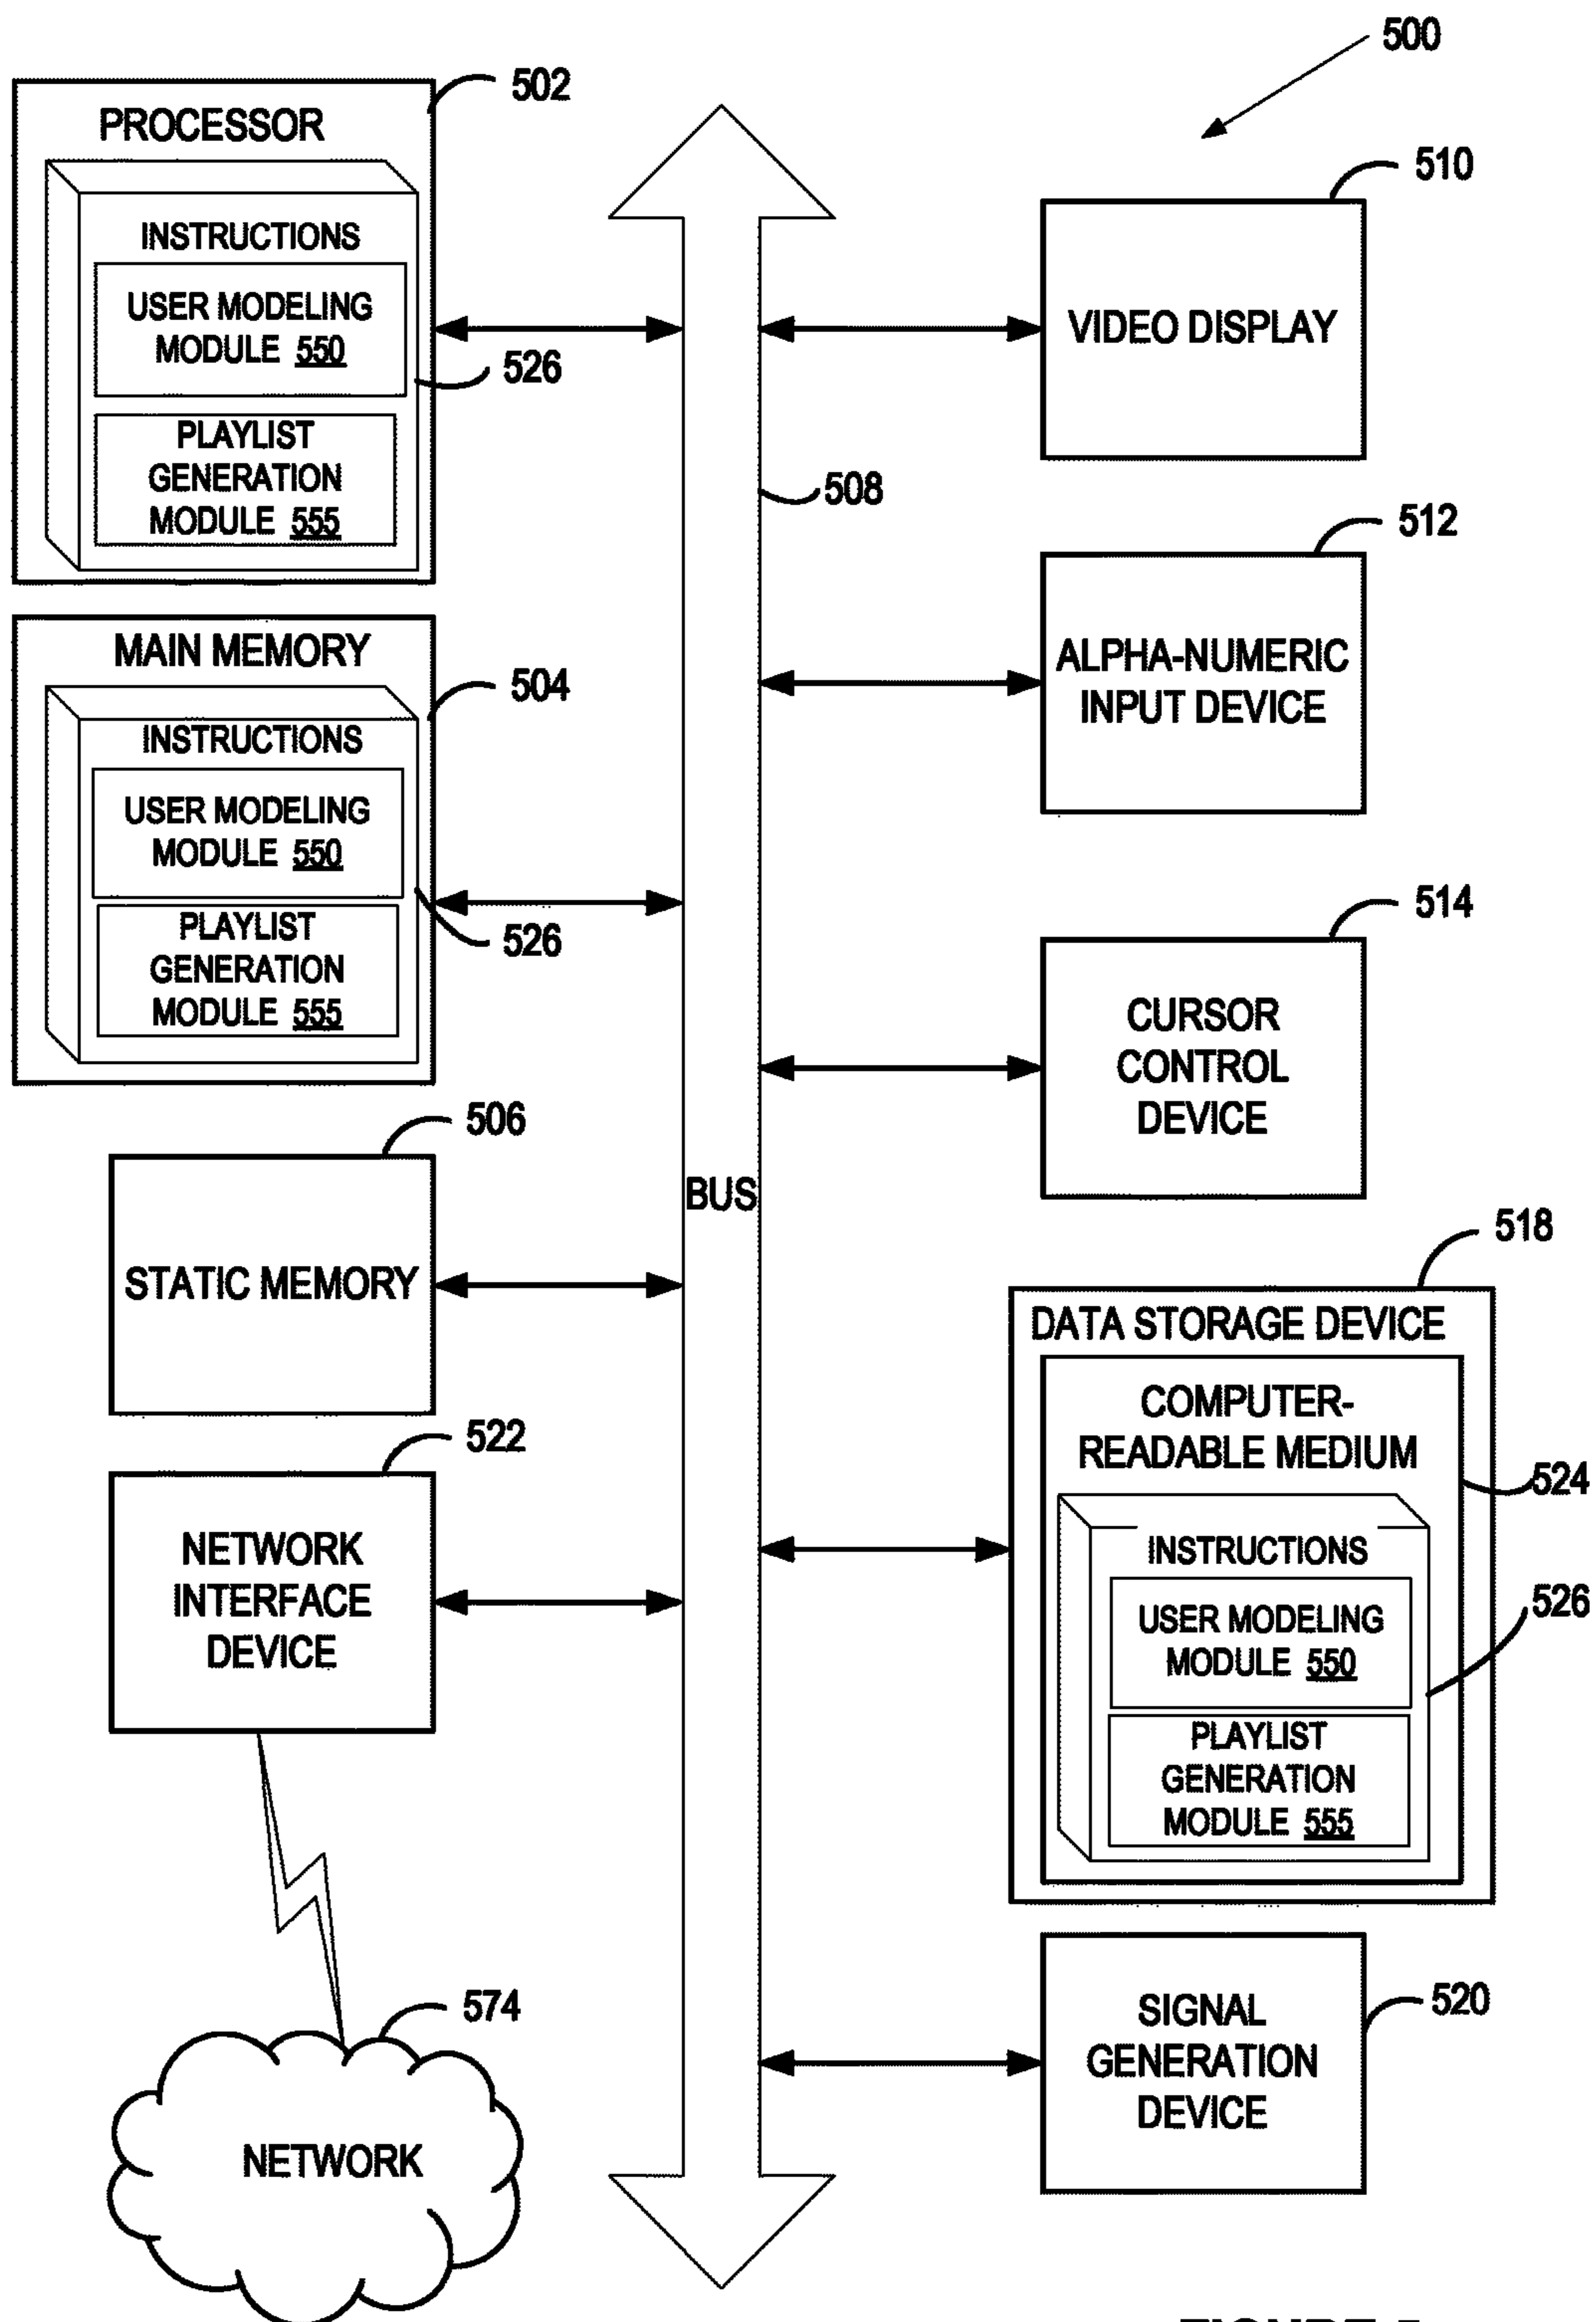 500
502
PROCESSOR
INSTRUCTIONS
USER MODELING
MODULE 550
526
PLAYLIST
GENERATION
MODULE 555
MAIN MEMORY
504
INSTRUCTIONS
USER MODELING
MODULE 550
526
PLAYLIST
GENERATION
MODULE 555
506
STATIC MEMORY
522
NETWORK
INTERFACE
DEVICE
574
NETWORK
508
BUS
510
VIDEO DISPLAY
512
ALPHA-NUMERIC
INPUT DEVICE
514
CURSOR
CONTROL
DEVICE
518
DATA STORAGE DEVICE
COMPUTER-
READABLE MEDIUM
524
INSTRUCTIONS
526
USER MODELING
MODULE 550
PLAYLIST
GENERATION
MODULE 555
520
SIGNAL
GENERATION
DEVICE